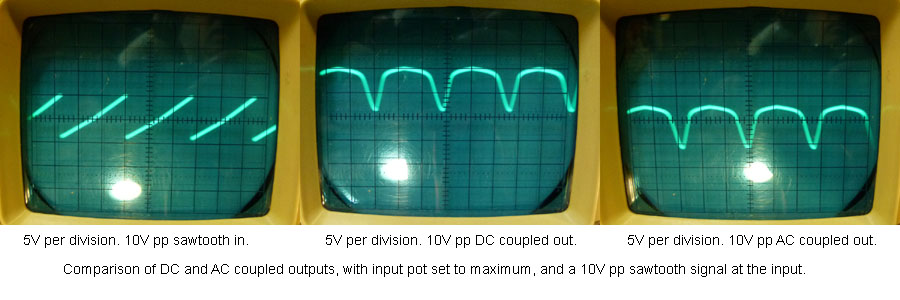 5V per division. 10V pp sawtooth in.
5V per division. 10V pp DC coupled out.
5V per division. 10V pp AC coupled out.
Comparison of DC and AC coupled outputs, with input pot set to maximum, and a 10V pp sawtooth signal at the input.